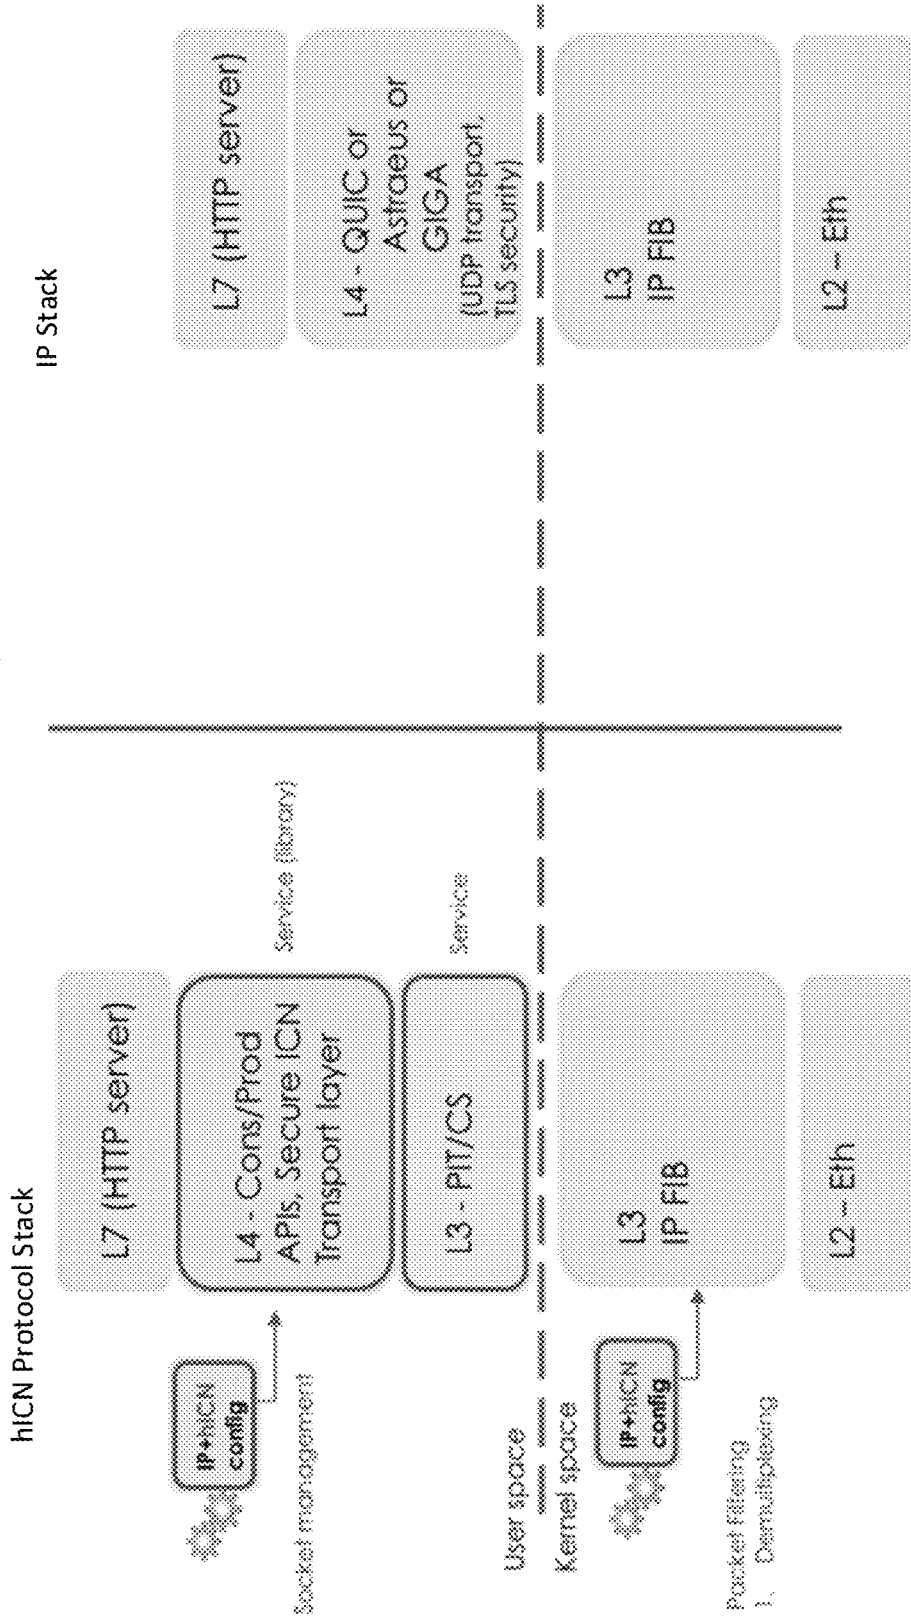 hICN Protocol Stack
L7 (HTTP server)
IP+hICN
config
L4 - Cons/Prod
APIs, Secure ICN
Transport layer
Service (library)
Socket management
L3 - PIT/CS
Service
User space
Kernel space
IP+hICN
config
L3
IP FIB
Packet Filtering
Demultiplexing
L2 – Eth
IP Stack
L7 (HTTP server)
L4 - QUIC or
Astraeus or
GIGA
(UDP transport,
TLS security)
L3
IP FIB
L2 – Eth